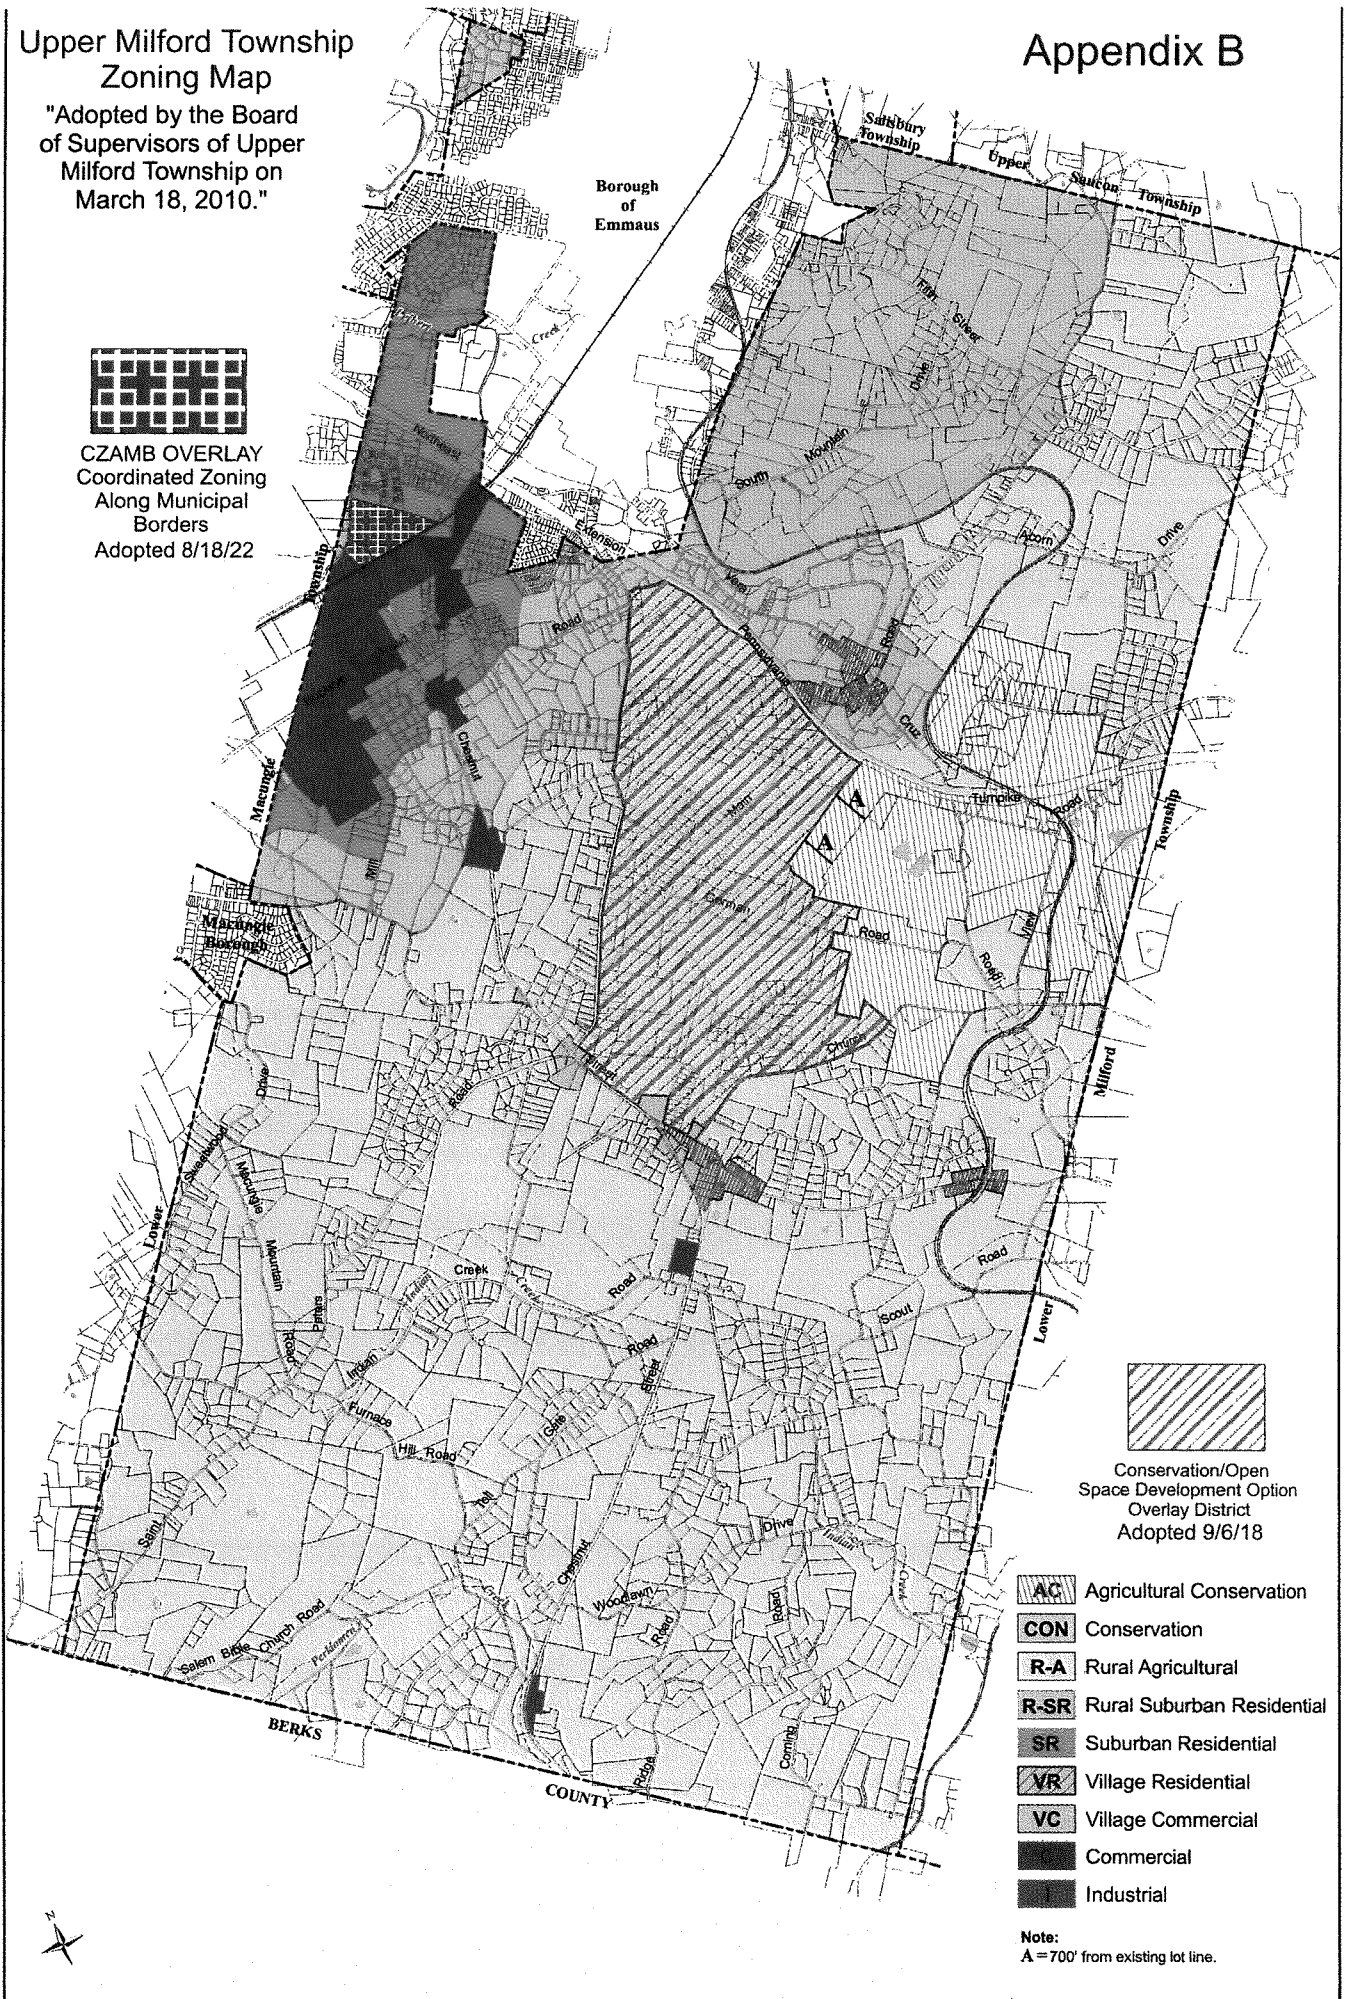 Upper Milford Township
Zoning Map
"Adopted by the Board
of Supervisors of Upper
Milford Township on
March 18, 2010."
Appendix B
Salisbury
Township
Upper
Saucon
Township
Borough
of
Emmaus
Creek
Fifth
Street
Drive
Mountain
South
CZAMB OVERLAY
Coordinated Zoning
Along Municipal
Borders
Adopted 8/18/22
Northeast
Extension
Acorn
Drive
Township
Vera
Road
Road
Pennsylvania
Cruz
Chestnut
Macungie
Turnpike
Road
A
A
Township
Mill
German
Road
View
Road
Macungie
Borough
Church
Street
Milford
Drive
Road
Macungie
Lower
Mountain
Road
Creek
Indian
Creek
Road
Road
Scout
Lower
Peters
Road
Indian
Road
Street
Furnace
Hill Road
Gate
Tell
Saint
Conservation/Open
Space Development Option
Overlay District
Adopted 9/6/18
Drive
Indian
Creek
Chestnut
Woodlawn
Road
Road
Creek
Salem Bible Church Road
Perkiomen
AC Agricultural Conservation
CON Conservation
R-A Rural Agricultural
R-SR Rural Suburban Residential
SR Suburban Residential
VR Village Residential
VC Village Commercial
Commercial
I Industrial
BERKS
COUNTY
Ridge
Corning
N
Note:
A = 700' from existing lot line.